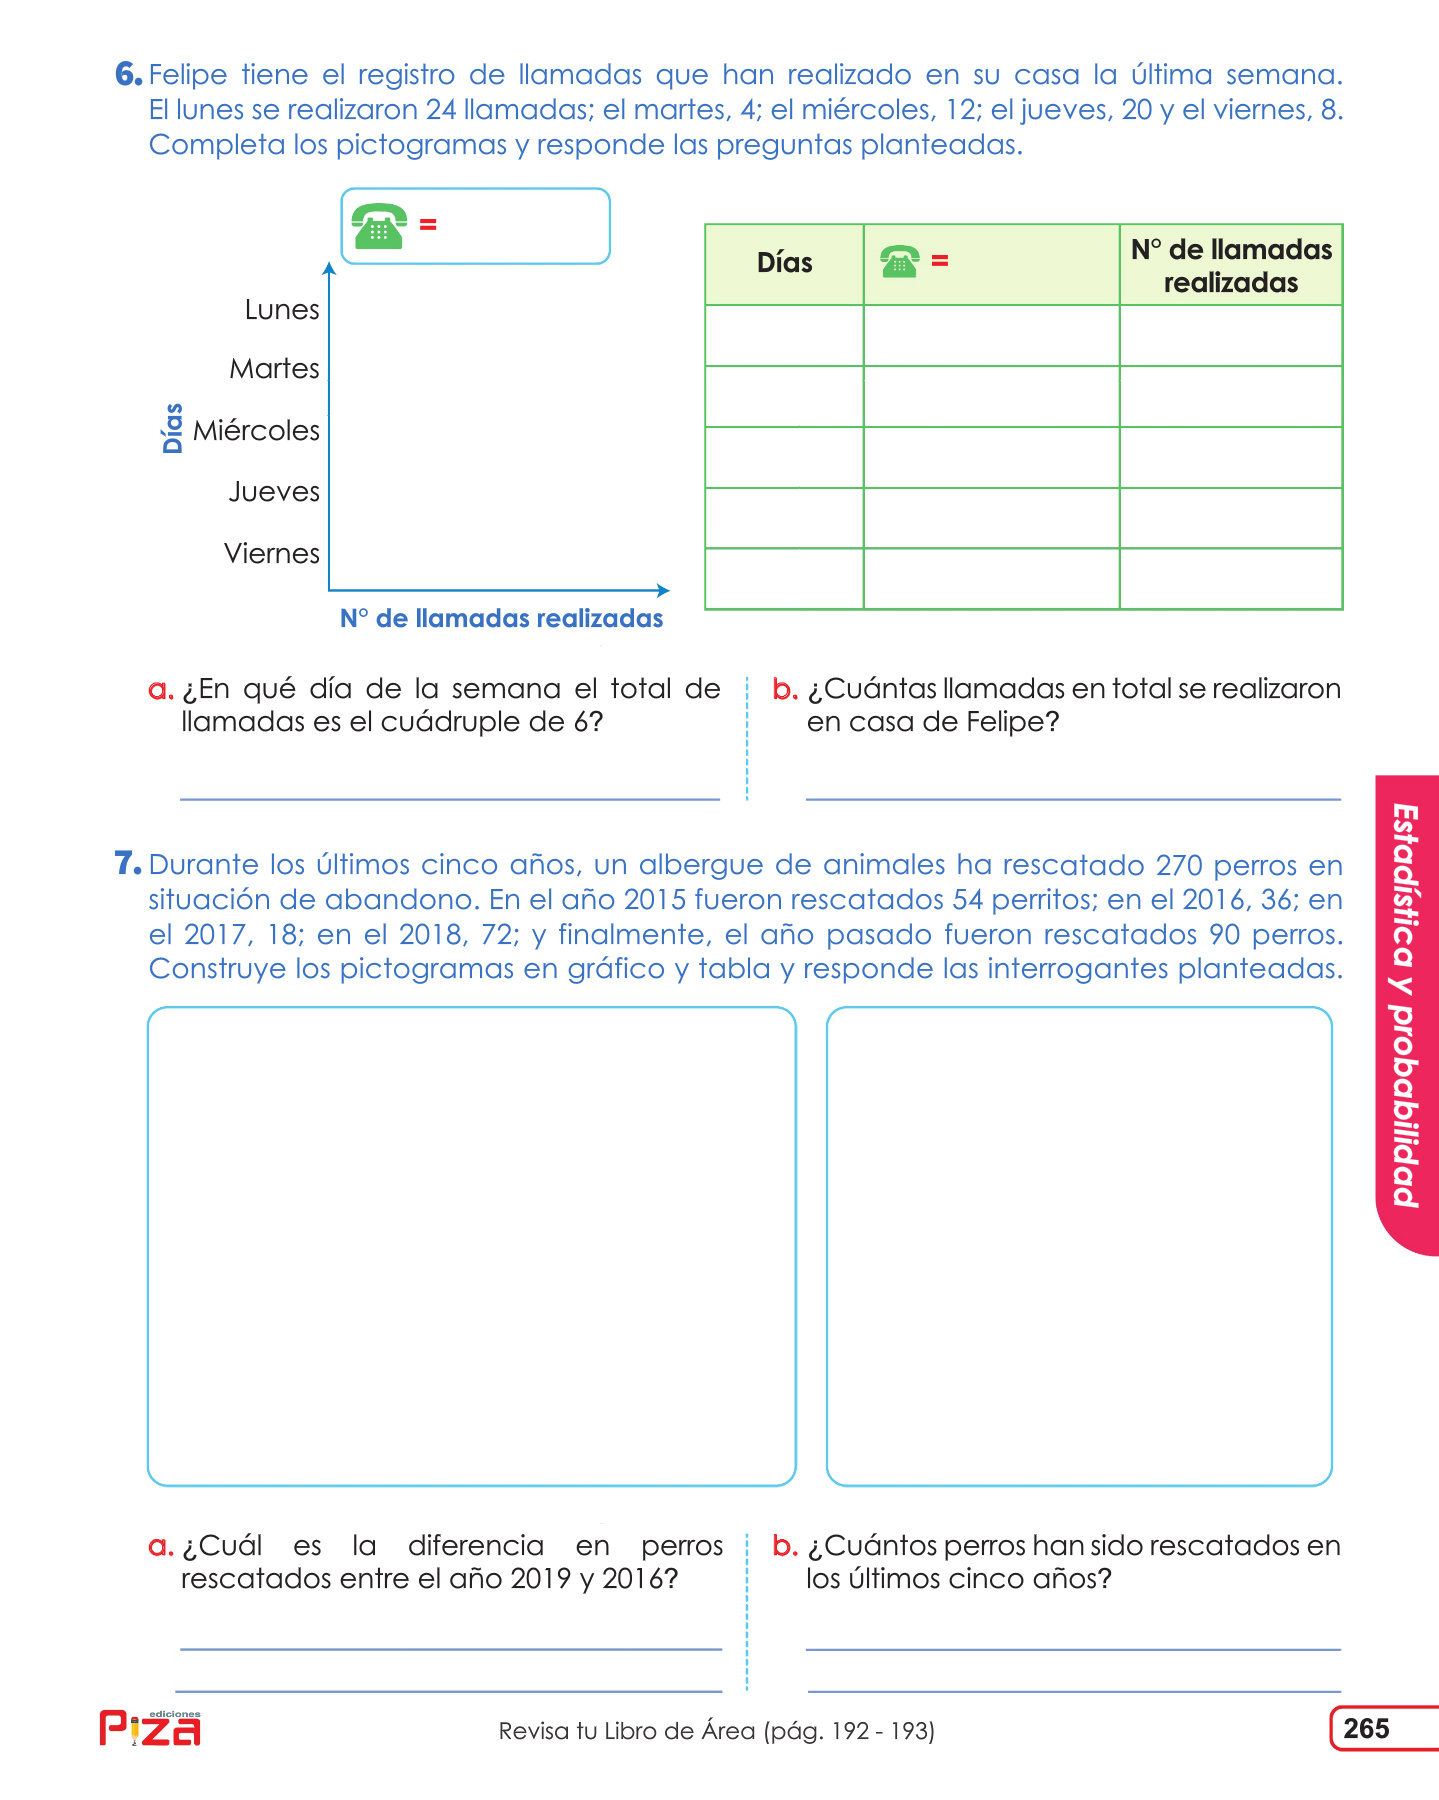 6. Felipe tiene el registro de llamadas que han realizado en su casa la última semana.
El lunes se realizaron 24 llamadas; el martes, 4; el miércoles, 12; el jueves, 20 y el viernes, 8.
Completa los pictogramas y responde las preguntas planteadas.
=
Lunes
Martes
Miércoles
Jueves
Viernes
Días
N° de llamadas realizadas
Días
=
N° de llamadas
realizadas
a. ¿En qué día de la semana el total de
llamadas es el cuádruple de 6?
b. ¿Cuántas llamadas en total se realizaron
en casa de Felipe?
7. Durante los últimos cinco años, un albergue de animales ha rescatado 270 perros en
situación de abandono. En el año 2015 fueron rescatados 54 perritos; en el 2016, 36; en
el 2017, 18; en el 2018, 72; y finalmente, el año pasado fueron rescatados 90 perros.
Construye los pictogramas en gráfico y tabla y responde las interrogantes planteadas.
a. ¿Cuál es la diferencia en perros
rescatados entre el año 2019 y 2016?
b. ¿Cuántos perros han sido rescatados en
los últimos cinco años?
Estadística y probabilidad
ediciones
Piza
Revisa tu Libro de Área (pág. 192 - 193)
265